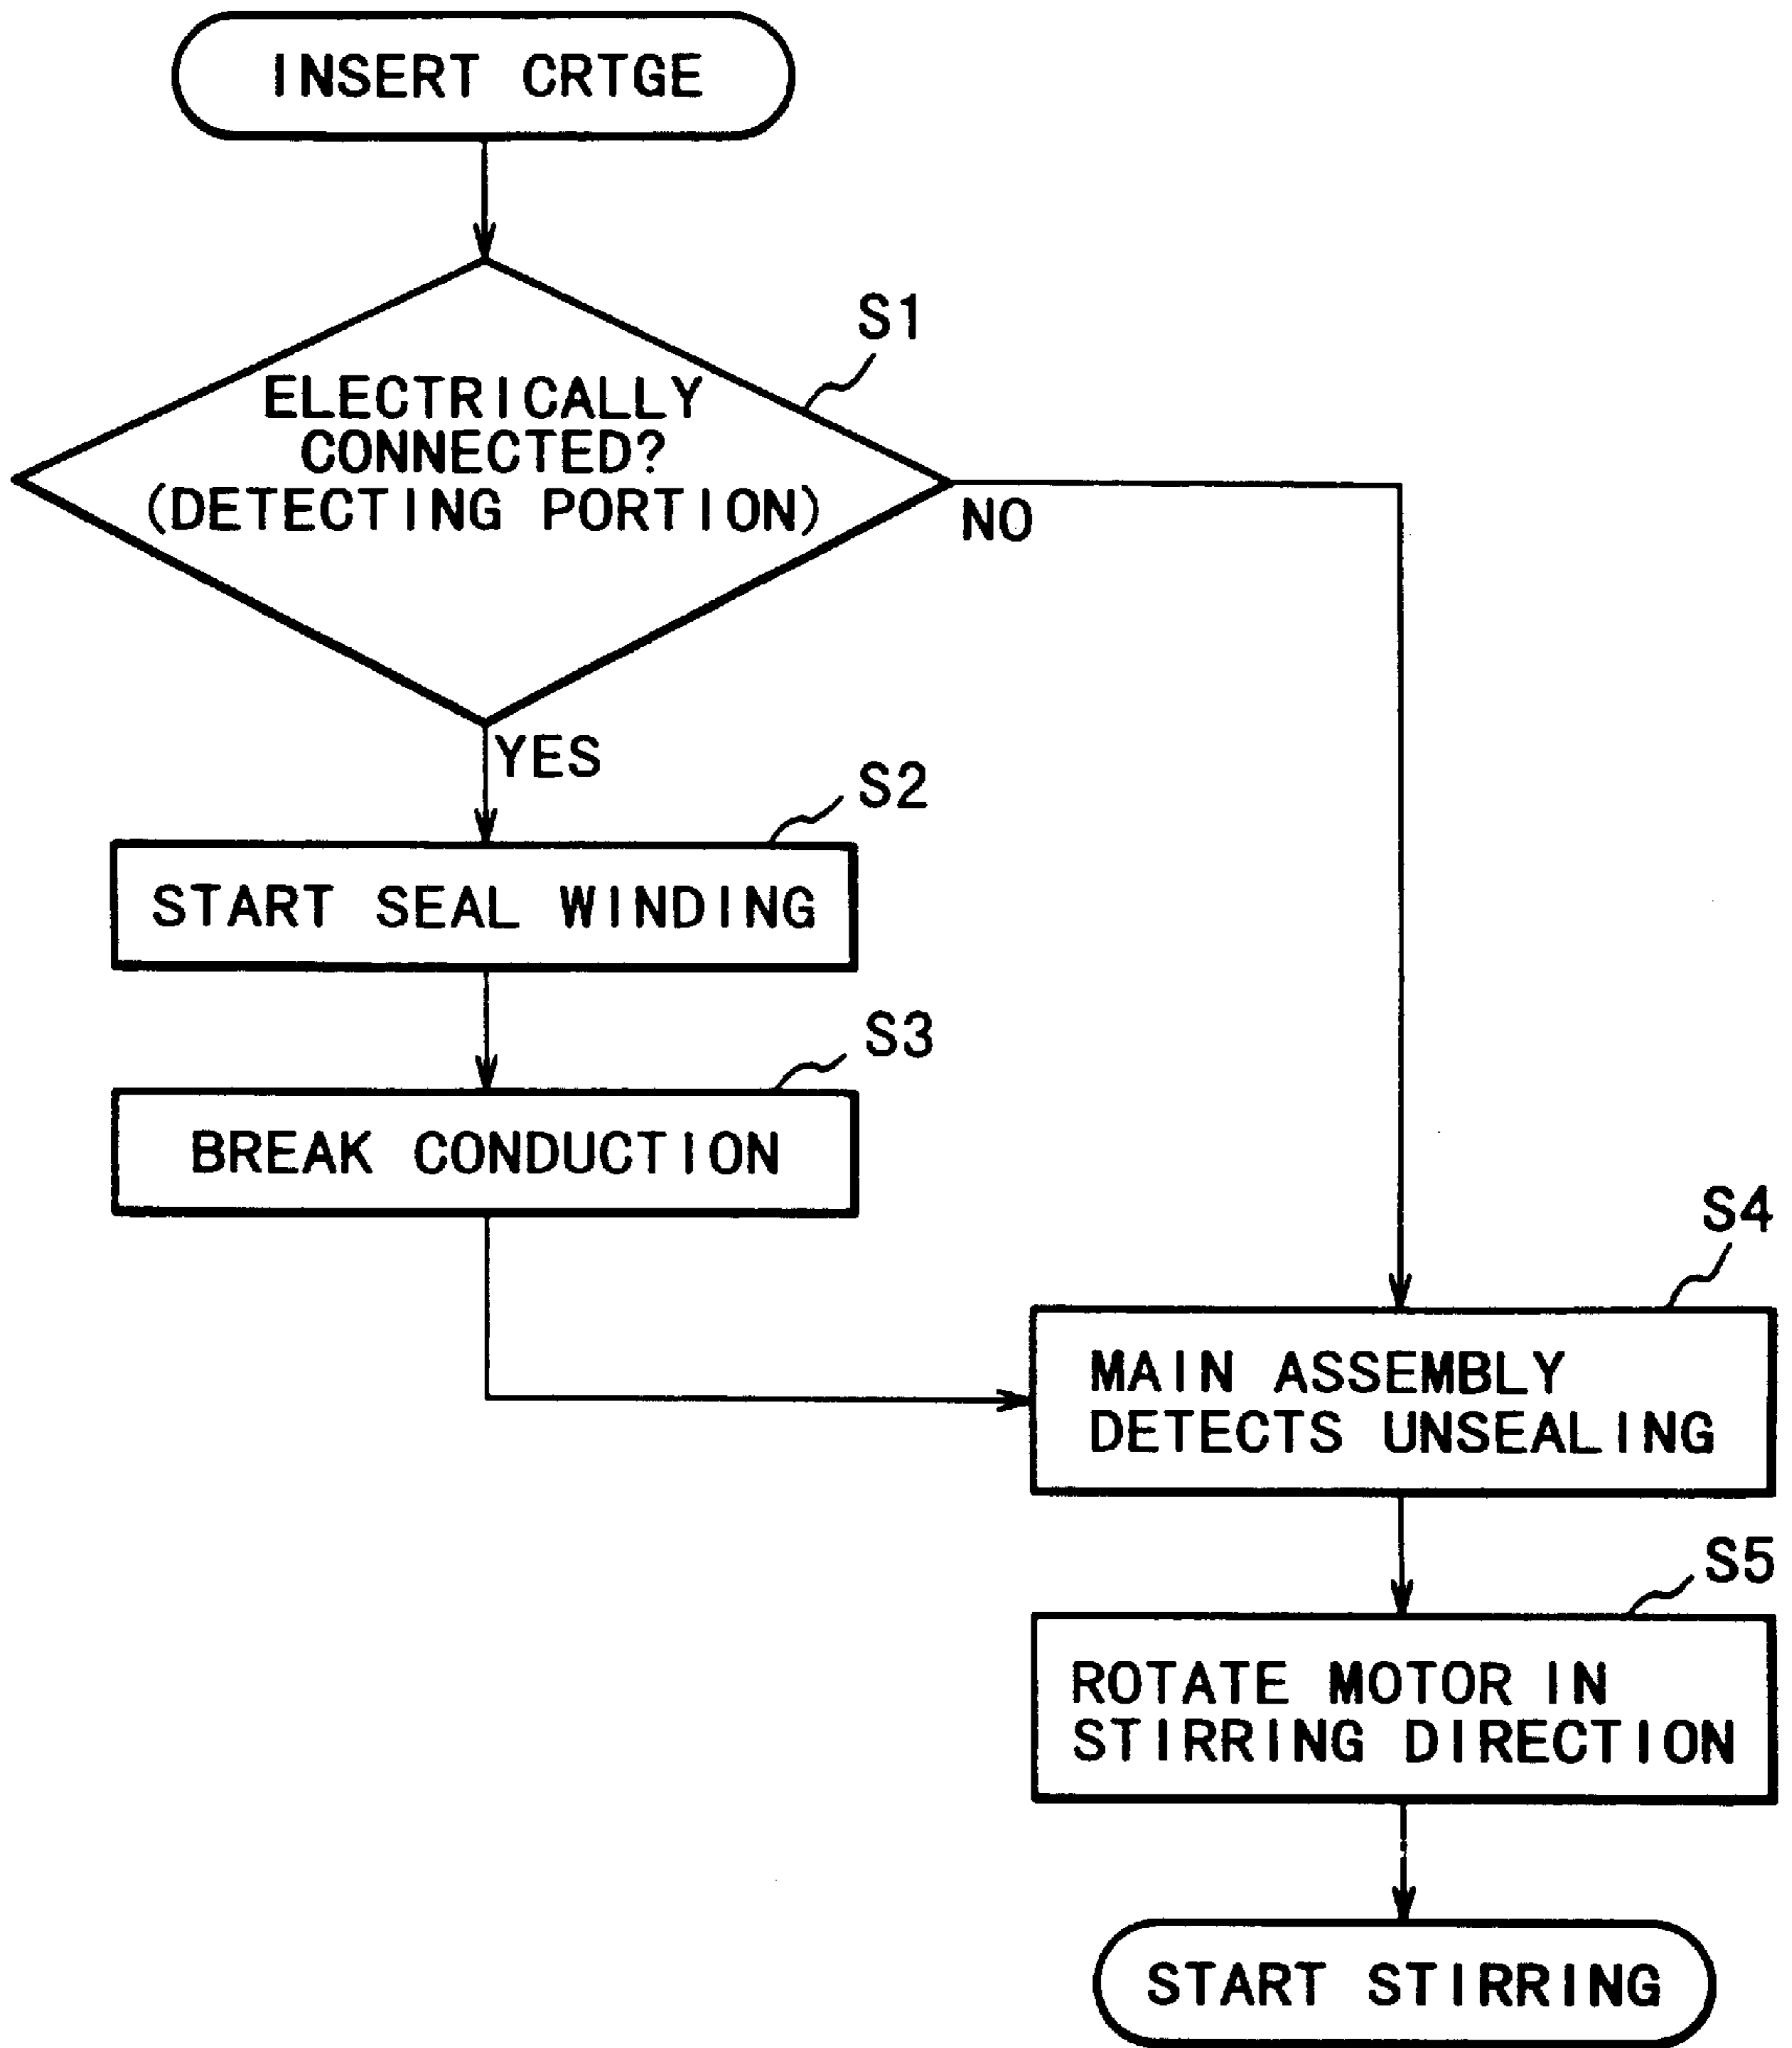 INSERT CRTGE
S1
ELECTRICALLY
CONNECTED?
(DETECTING PORTION)
NO
YES
S2
START SEAL WINDING
S3
BREAK CONDUCTION
S4
MAIN ASSEMBLY
DETECTS UNSEALING
S5
ROTATE MOTOR IN
STIRRING DIRECTION
START STIRRING